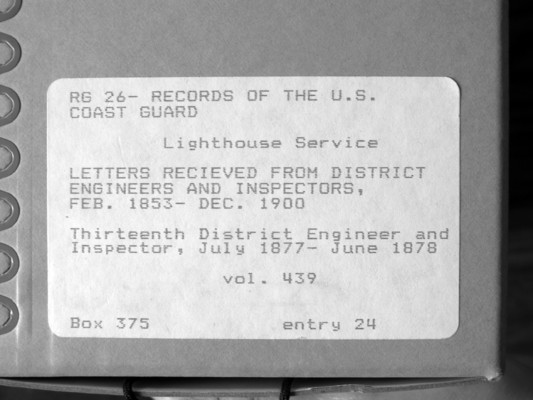 RG 26- RECORDS OF THE U.S.
COAST GUARD
Lighthouse Service
LETTERS RECIEVED FROM DISTRICT
ENGINEERS AND INSPECTORS,
FEB. 1853- DEC. 1900
Thirteenth District Engineer and
Inspector, July 1877- June 1878
vol. 439
Box 375 entry 24